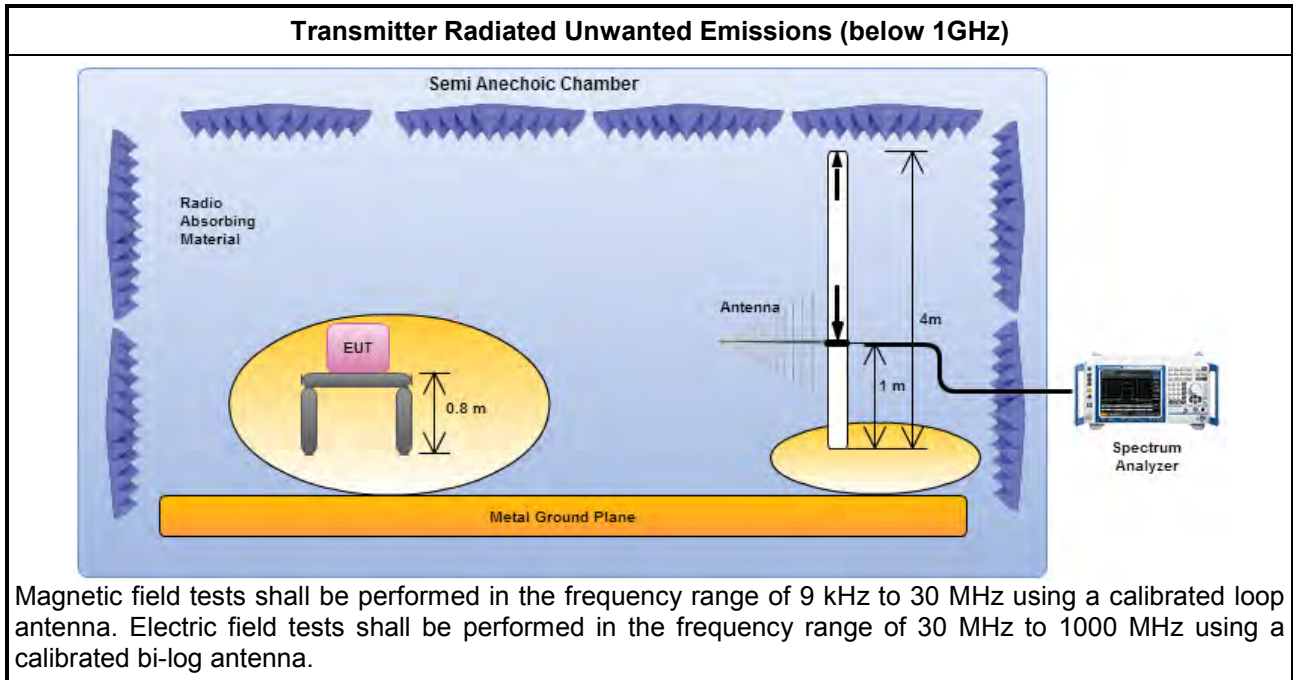 Transmitter Radiated Unwanted Emissions (below 1GHz)
Semi Anechoic Chamber
Radio
Absorbing
Material
Antenna
4m
EUT
1 m
0.8 m
Spectrum
Analyzer
Metal Ground Plane
Magnetic field tests shall be performed in the frequency range of 9 kHz to 30 MHz using a calibrated loop
antenna. Electric field tests shall be performed in the frequency range of 30 MHz to 1000 MHz using a
calibrated bi-log antenna.